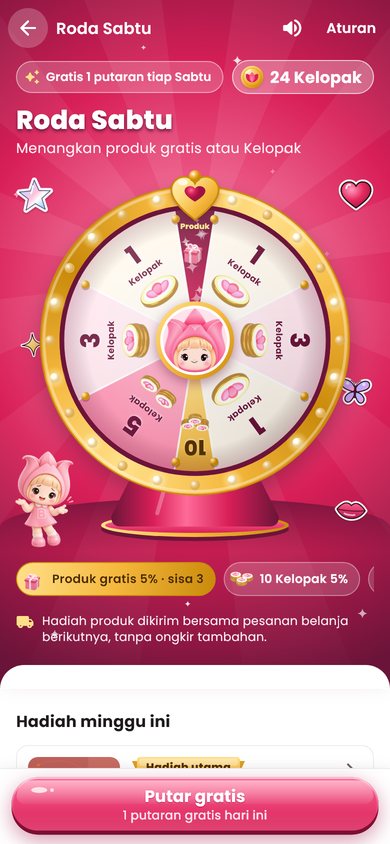 Roda Sabtu
Aturan
Gratis 1 putaran tiap Sabtu
24 Kelopak
Roda Sabtu
Menangkan produk gratis atau Kelopak
Produk
1
Kelopak
1
Kelopak
3
Kelopak
3
Kelopak
5
Kelopak
1
Kelopak
10
Produk gratis 5% · sisa 3
10 Kelopak 5%
Hadiah produk dikirim bersama pesanan belanja
berikutnya, tanpa ongkir tambahan.
Hadiah minggu ini
Hadiah utama
Putar gratis
1 putaran gratis hari ini